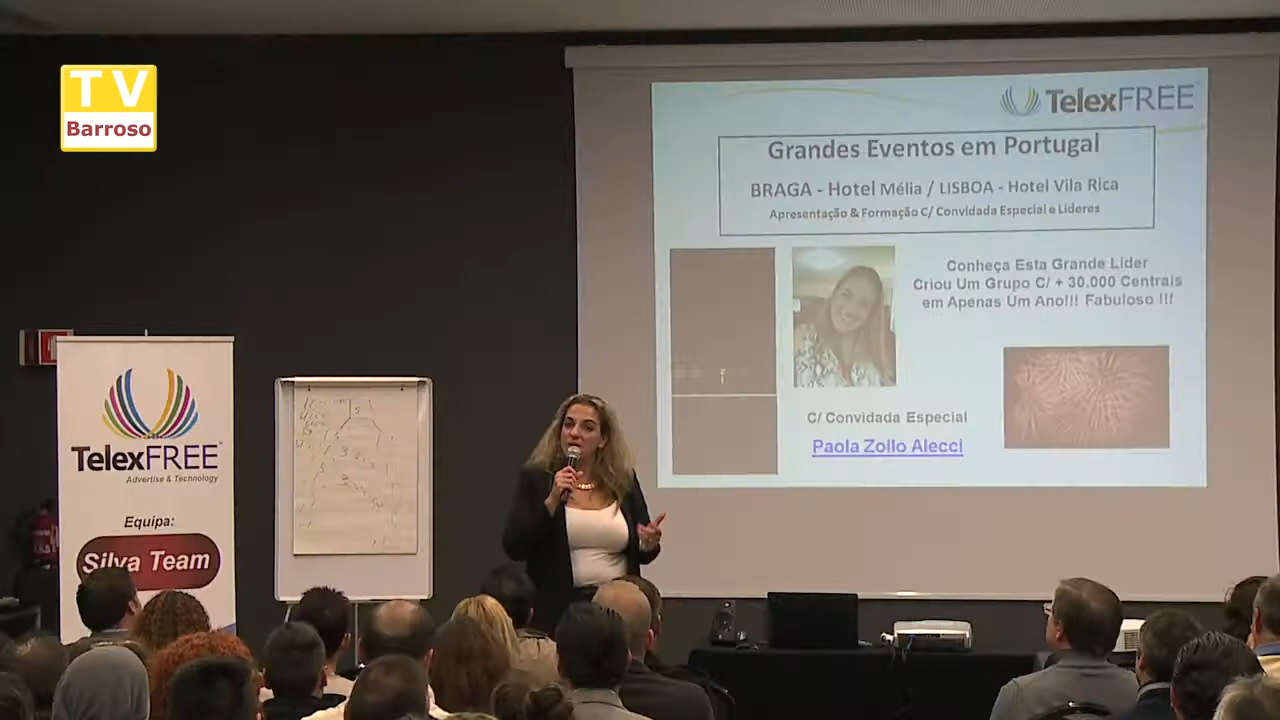 TV
Barroso
TelexFREE
Grandes Eventos em Portugal
BRAGA - Hotel Mélia / LISBOA - Hotel Vila Rica
Apresentação & Formação C/ Convidada Especial e Lideres
Conheça Esta Grande Lider
Criou Um Grupo C/ + 30.000 Centrais
em Apenas Um Ano!!! Fabuloso !!!
C/ Convidada Especial
Paola Zollo Alecci
TelexFREE
Advertise & Technology
Equipa:
Silva Team